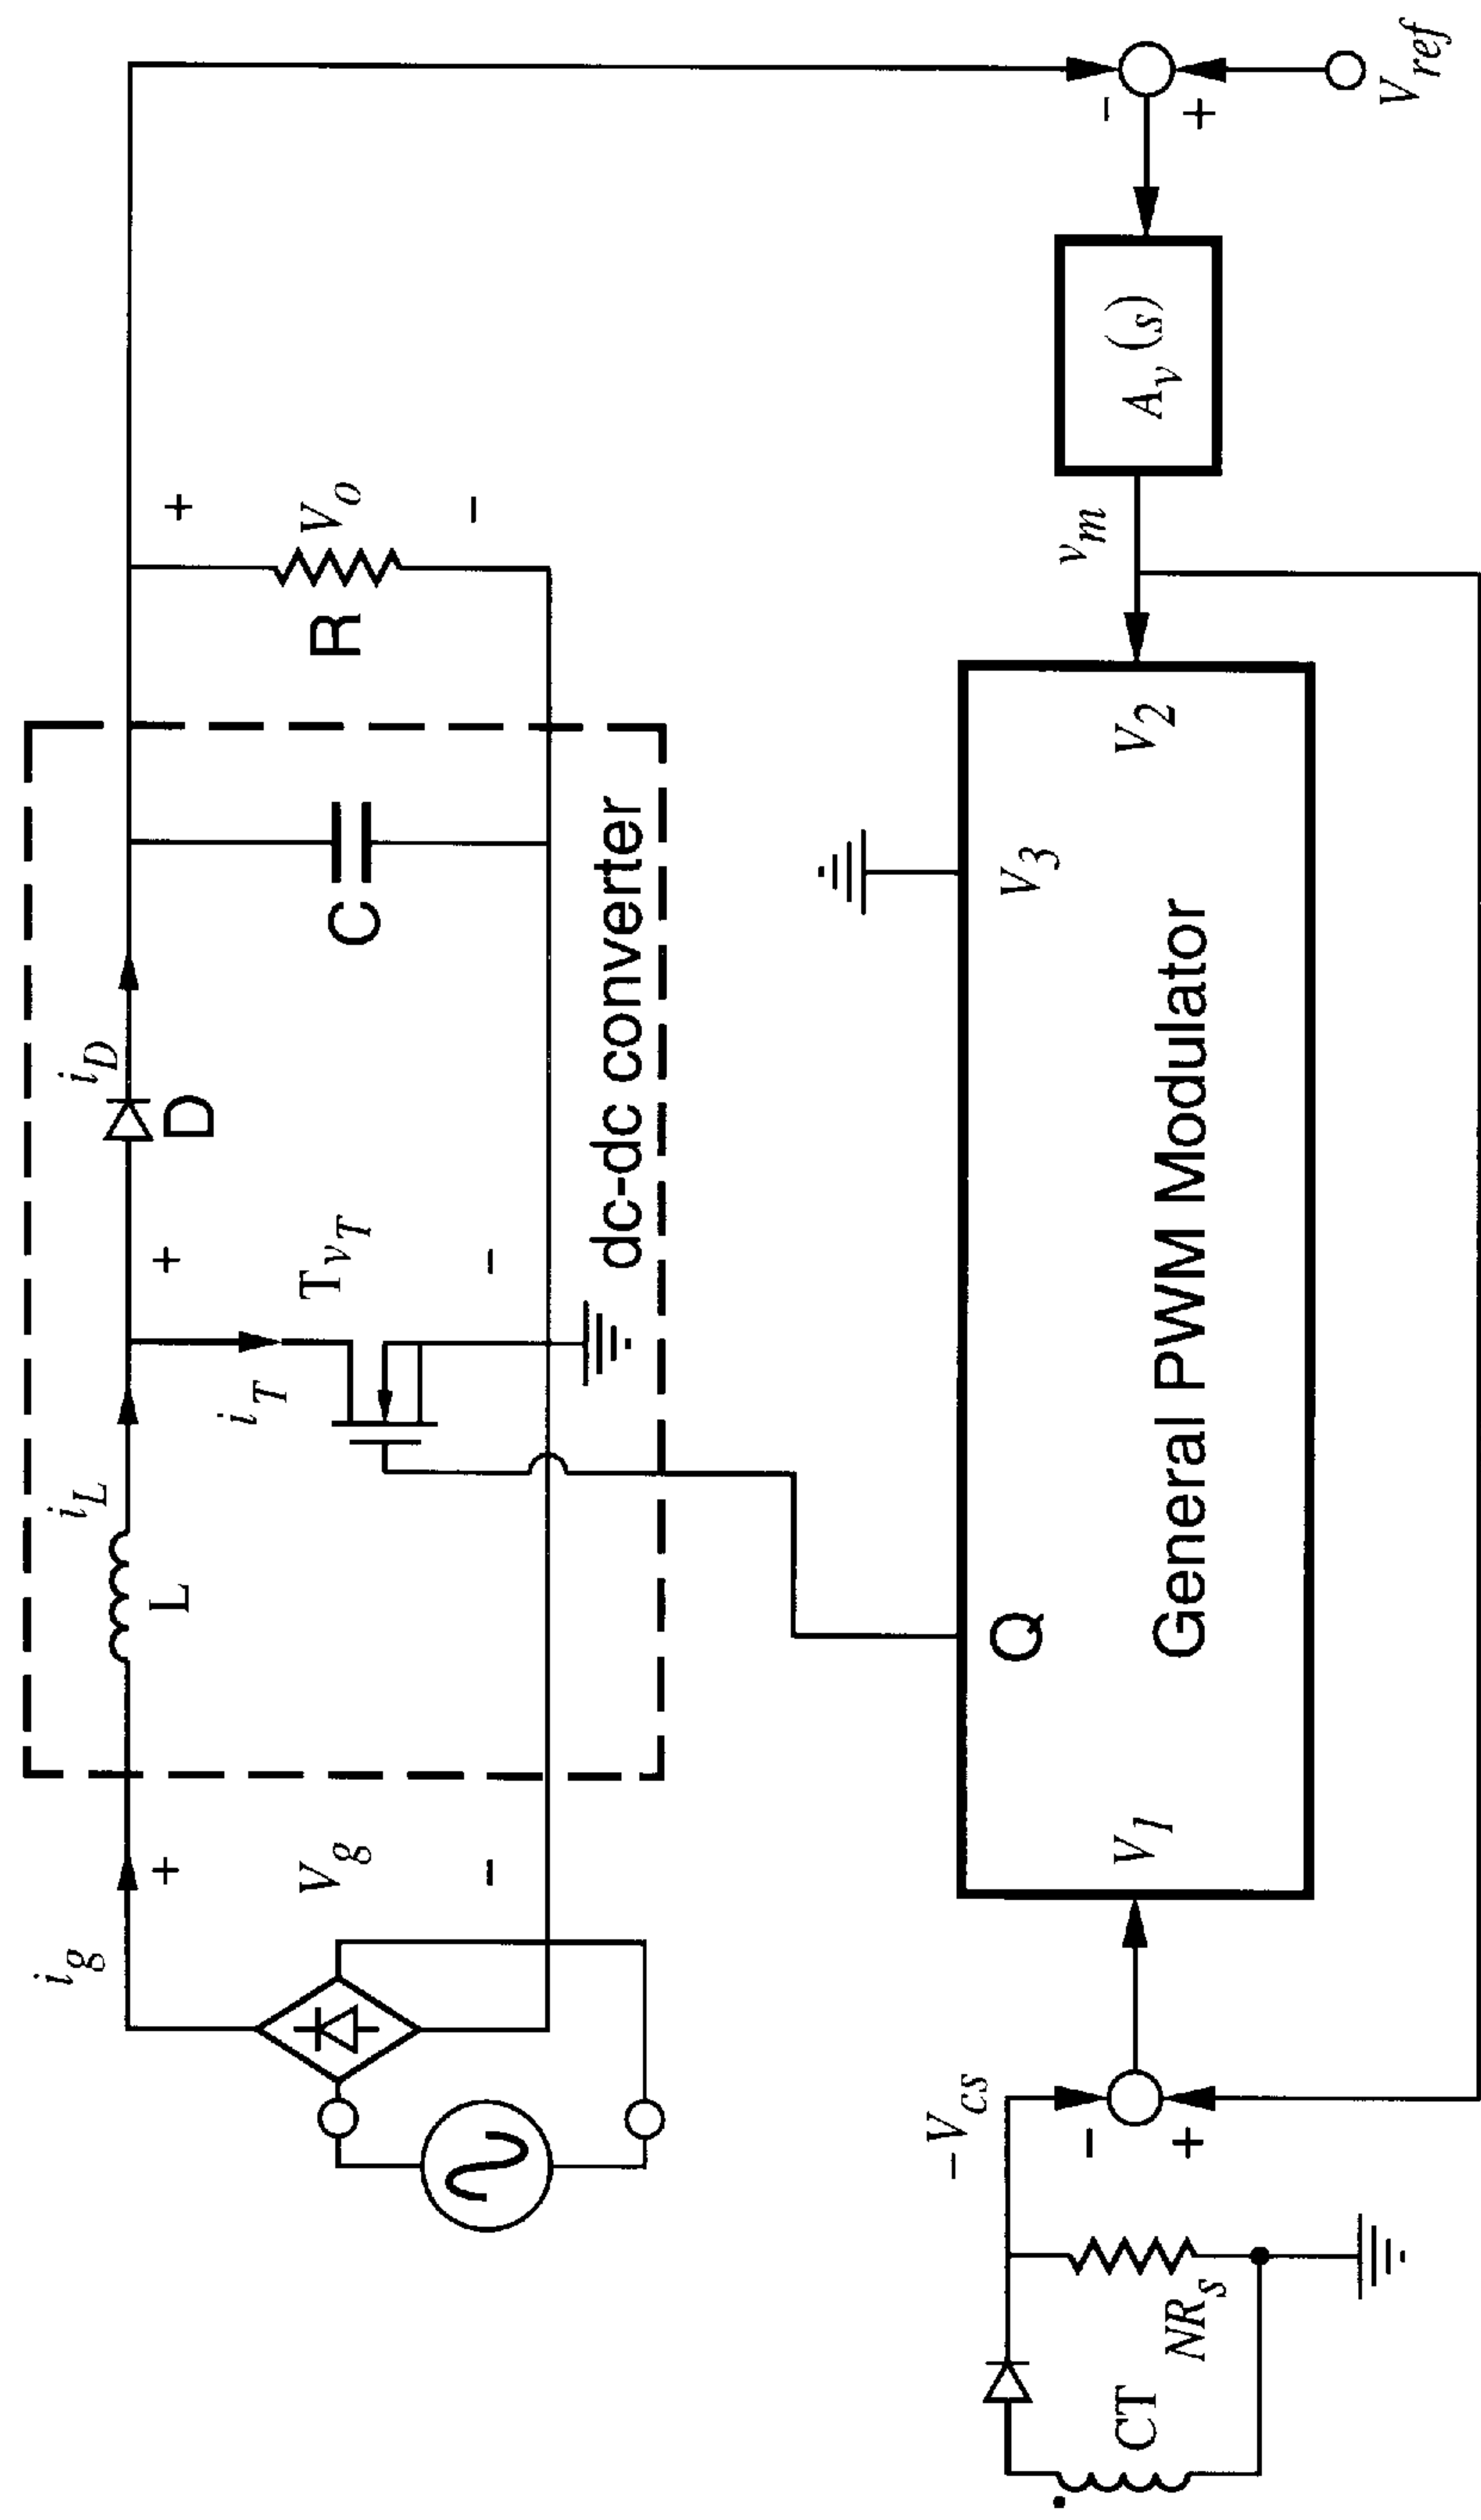 i_g
+
V_g
-
L
i_L
i_T
T
+
v_T
-
D
i_D
C
R
+
V_o
-
dc-dc converter
CT
NR_s
-V_cs
-
+
V_1
Q
General PWM Modulator
V_3
V_2
v_m
A_v (s)
-
+
V_ref